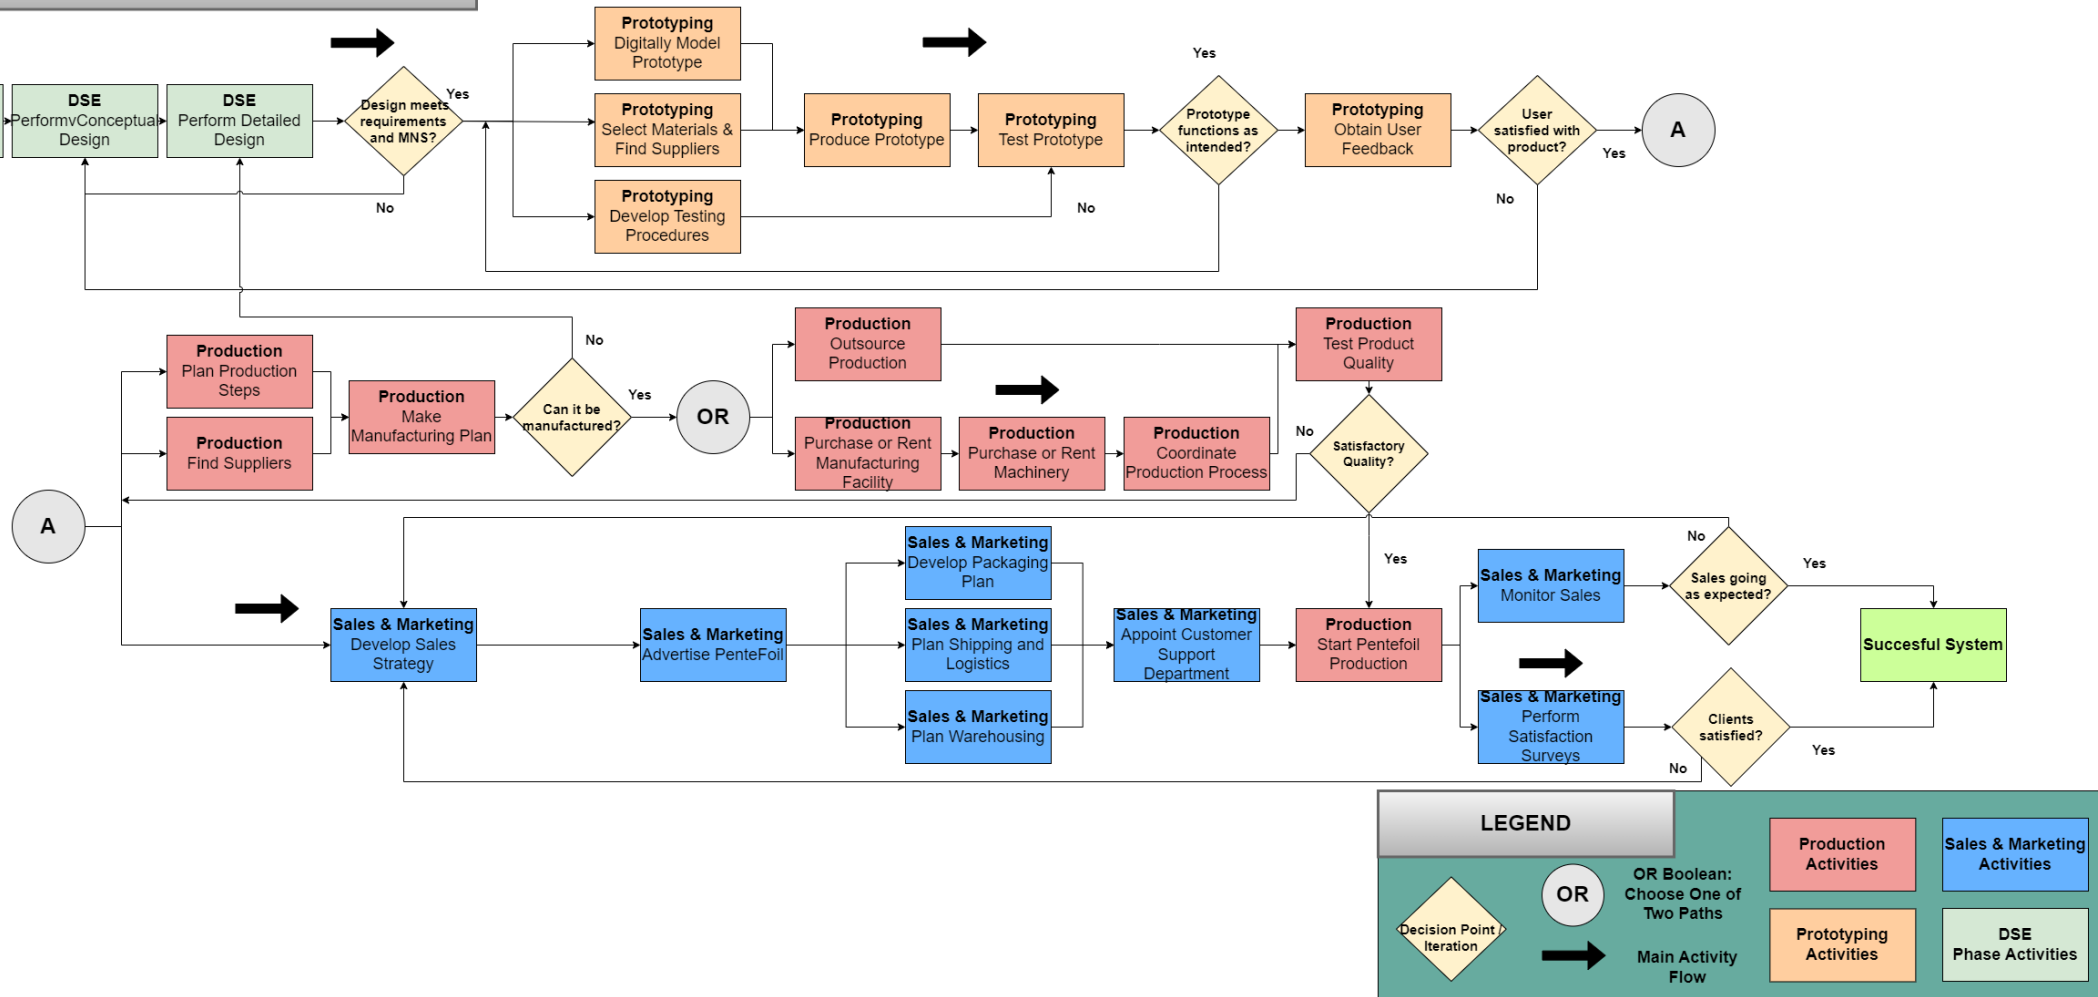 DSE
PerformvConceptual
Design
DSE
Perform Detailed
Design
Design meets
requirements
and MNS?
Yes
No
Prototyping
Digitally Model
Prototype
Prototyping
Select Materials &
Find Suppliers
Prototyping
Develop Testing
Procedures
Prototyping
Produce Prototype
Prototyping
Test Prototype
No
Yes
Prototype
functions as
intended?
Prototyping
Obtain User
Feedback
User
satisfied with
product?
Yes
No
A
Production
Plan Production
Steps
Production
Find Suppliers
Production
Make
Manufacturing Plan
No
Can it be
manufactured?
Yes
OR
Production
Outsource
Production
Production
Purchase or Rent
Manufacturing
Facility
Production
Purchase or Rent
Machinery
Production
Coordinate
Production Process
Production
Test Product
Quality
No
Satisfactory
Quality?
Yes
A
Sales & Marketing
Develop Sales
Strategy
Sales & Marketing
Advertise PenteFoil
Sales & Marketing
Develop Packaging
Plan
Sales & Marketing
Plan Shipping and
Logistics
Sales & Marketing
Plan Warehousing
Sales & Marketing
Appoint Customer
Support
Department
Production
Start Pentefoil
Production
Sales & Marketing
Monitor Sales
No
Sales going
as expected?
Yes
Sales & Marketing
Perform
Satisfaction
Surveys
Clients
satisfied?
No
Yes
Succesful System
LEGEND
Decision Point /
Iteration
OR
OR Boolean:
Choose One of
Two Paths
Main Activity
Flow
Production
Activities
Sales & Marketing
Activities
Prototyping
Activities
DSE
Phase Activities